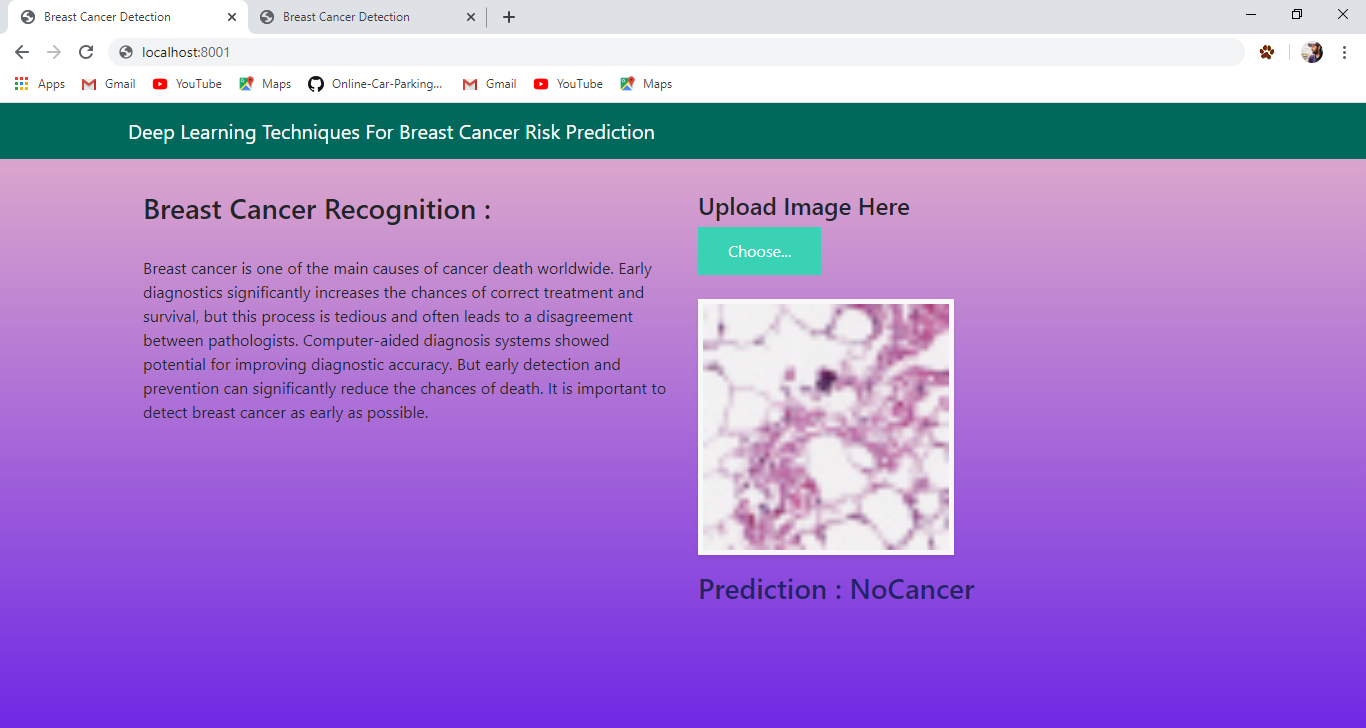 Breast Cancer Detection
Breast Cancer Detection
localhost:8001
Apps
Gmail
YouTube
Maps
Online-Car-Parking...
Gmail
YouTube
Maps
Deep Learning Techniques For Breast Cancer Risk Prediction
Breast Cancer Recognition :
Breast cancer is one of the main causes of cancer death worldwide. Early
diagnostics significantly increases the chances of correct treatment and
survival, but this process is tedious and often leads to a disagreement
between pathologists. Computer-aided diagnosis systems showed
potential for improving diagnostic accuracy. But early detection and
prevention can significantly reduce the chances of death. It is important to
detect breast cancer as early as possible.
Upload Image Here
Choose...
Prediction : NoCancer